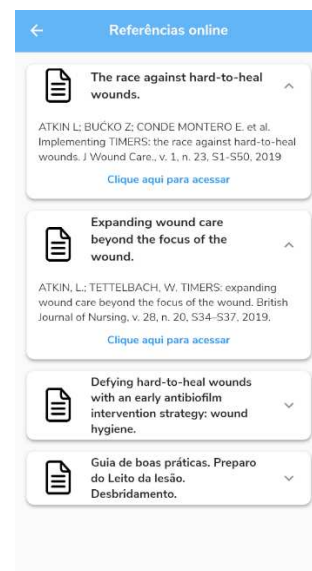 Referências online
The race against hard-to-heal
wounds.
ATKIN L; BUĆKO Z; CONDE MONTERO E. et al.
Implementing TIMERS: the race against hard-to-heal
wounds. J Wound Care., v. 1, n. 23, S1-S50, 2019
Clique aqui para acessar
Expanding wound care
beyond the focus of the
wound.
ATKIN, L.; TETTELBACH, W. TIMERS: expanding
wound care beyond the focus of the wound. British
Journal of Nursing, v. 28, n. 20, S34–S37, 2019.
Clique aqui para acessar
Defying hard-to-heal wounds
with an early antibiofilm
intervention strategy: wound
hygiene.
Guia de boas práticas. Preparo
do Leito da lesão.
Desbridamento.